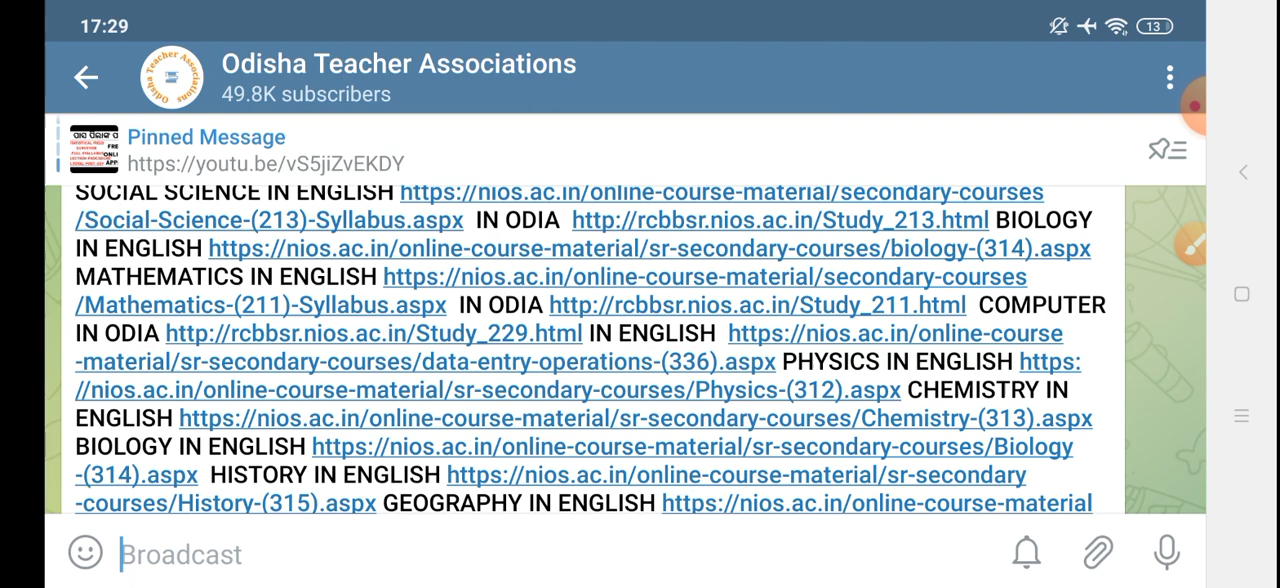 17:29
13
Odisha Teacher Associations
49.8K subscribers
Odisha Teacher Associations
Pinned Message
https://youtu.be/vS5jiZvEKDY
SOCIAL SCIENCE IN ENGLISH https://nios.ac.in/online-course-material/secondary-courses
/Social-Science-(213)-Syllabus.aspx IN ODIA http://rcbbsr.nios.ac.in/Study_213.html BIOLOGY
IN ENGLISH https://nios.ac.in/online-course-material/sr-secondary-courses/biology-(314).aspx
MATHEMATICS IN ENGLISH https://nios.ac.in/online-course-material/secondary-courses
/Mathematics-(211)-Syllabus.aspx IN ODIA http://rcbbsr.nios.ac.in/Study_211.html COMPUTER
IN ODIA http://rcbbsr.nios.ac.in/Study_229.html IN ENGLISH https://nios.ac.in/online-course
-material/sr-secondary-courses/data-entry-operations-(336).aspx PHYSICS IN ENGLISH https:
//nios.ac.in/online-course-material/sr-secondary-courses/Physics-(312).aspx CHEMISTRY IN
ENGLISH https://nios.ac.in/online-course-material/sr-secondary-courses/Chemistry-(313).aspx
BIOLOGY IN ENGLISH https://nios.ac.in/online-course-material/sr-secondary-courses/Biology
-(314).aspx HISTORY IN ENGLISH https://nios.ac.in/online-course-material/sr-secondary
-courses/History-(315).aspx GEOGRAPHY IN ENGLISH https://nios.ac.in/online-course-material
Broadcast